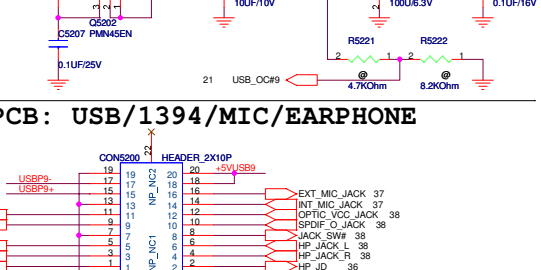 10UF/10V
100U/6.3V
0.1UF/16V
3
2
1
2
Q5202
C5207 PMN45EN
0.1UF/25V
R5221
R5222
2 1 2 1
21 USB_OC#9
@ @
4.7KOhm 8.2KOhm
PCB: USB/1394/MIC/EARPHONE
22
CON5200 HEADER_2X10P
19 19 NP_NC2 20 20 +5VUSB9
USBP9- 17 17 18 18
USBP9+ 15 15 16 16 EXT_MIC_JACK 37
13 13 14 14 INT_MIC_JACK 37
11 11 12 12 OPTIC_VCC_JACK 38
9 9 10 10 SPDIF_O_JACK 38
7 7 8 8 JACK_SW# 38
5 5 NP_NC1 6 6 HP_JACK_L 38
3 3 4 4 HP_JACK_R 38
1 1 2 2 HP_JD 36